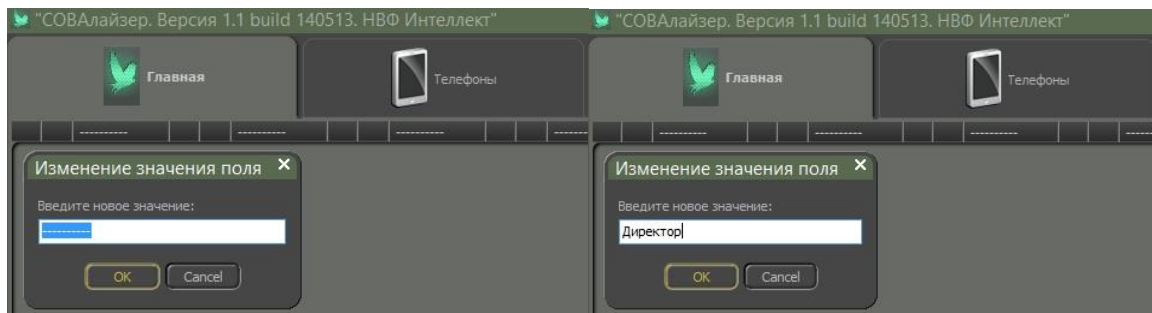 "СОВАлайзер. Версия 1.1 build 140513. НВФ Интеллект"
Главная
Телефоны
---------- ---------- ---------- -------
Изменение значения поля ×
Введите новое значение:
----------
OK Cancel
"СОВАлайзер. Версия 1.1 build 140513. НВФ Интеллект"
Главная
Телефоны
---------- ---------- ---------- -----
Изменение значения поля ×
Введите новое значение:
Директор
OK Cancel